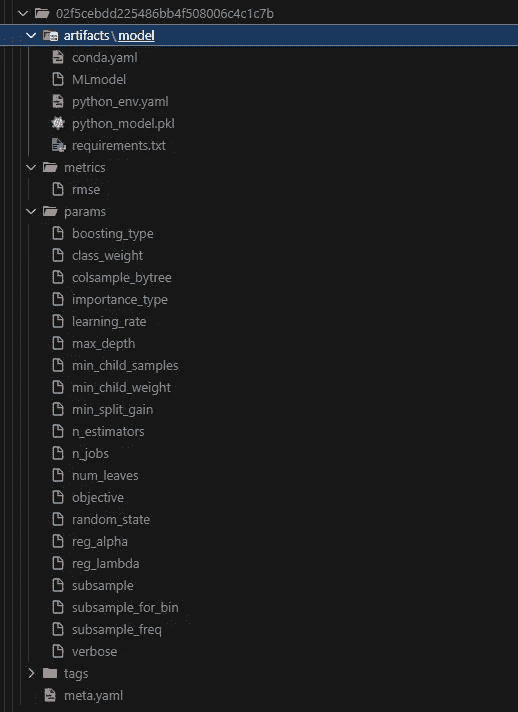 02f5cebdd225486bb4f508006c4c1c7b
artifacts\model
conda.yaml
MLmodel
python_env.yaml
python_model.pkl
requirements.txt
metrics
rmse
params
boosting_type
class_weight
colsample_bytree
importance_type
learning_rate
max_depth
min_child_samples
min_child_weight
min_split_gain
n_estimators
n_jobs
num_leaves
objective
random_state
reg_alpha
reg_lambda
subsample
subsample_for_bin
subsample_freq
verbose
tags
meta.yaml